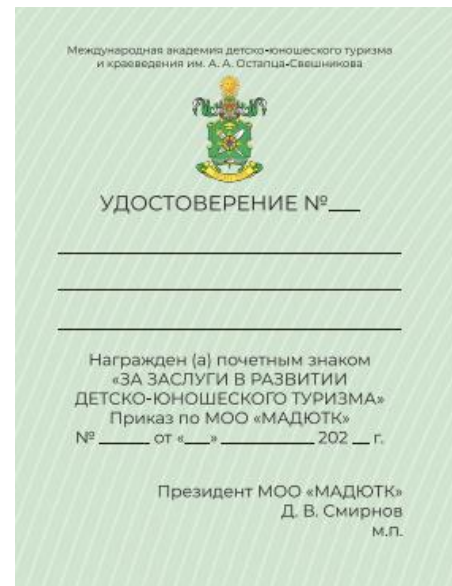 Международная академия детско-юношеского туризма
и краеведения им. А. А. Остапца-Свешникова
УДОСТОВЕРЕНИЕ №___
Награжден (а) почетным знаком
«ЗА ЗАСЛУГИ В РАЗВИТИИ
ДЕТСКО-ЮНОШЕСКОГО ТУРИЗМА»
Приказ по МОО «МАДЮТК»
№ ______ от «___» ___________ 202 __ г.
Президент МОО «МАДЮТК»
Д. В. Смирнов
м.п.